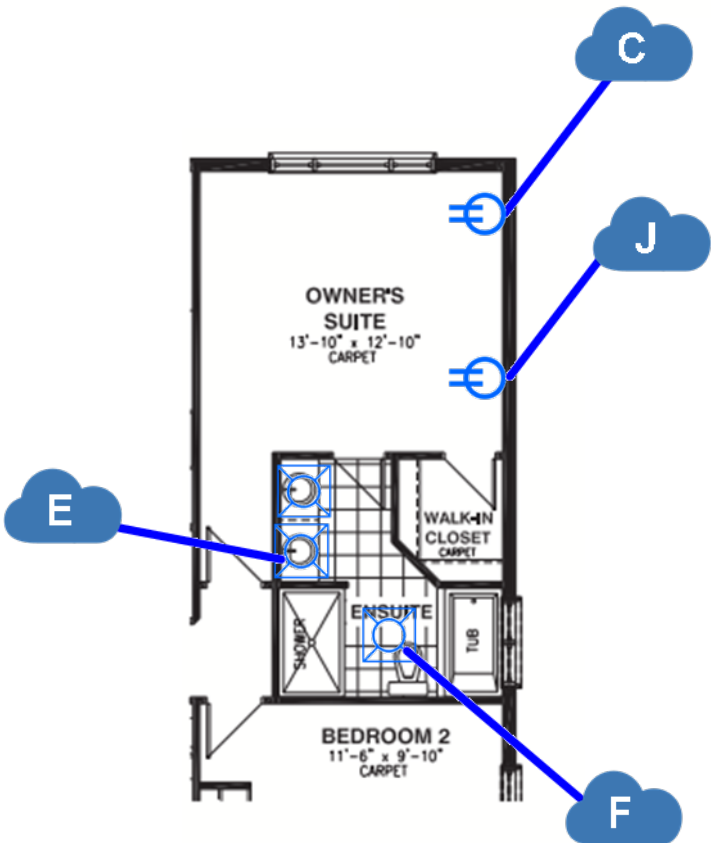 C
J
OWNER'S
SUITE
13'-10" x 12'-10"
CARPET
E
WALK-IN
CLOSET
CARPET
ENSUITE
SHOWER
TUB
BEDROOM 2
11'-6" x 9'-10"
CARPET
F